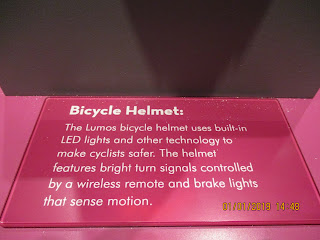 Bicycle Helmet:
The Lumos bicycle helmet uses built-in
LED lights and other technology to
make cyclists safer. The helmet
features bright turn signals controlled
by a wireless remote and brake lights
that sense motion.